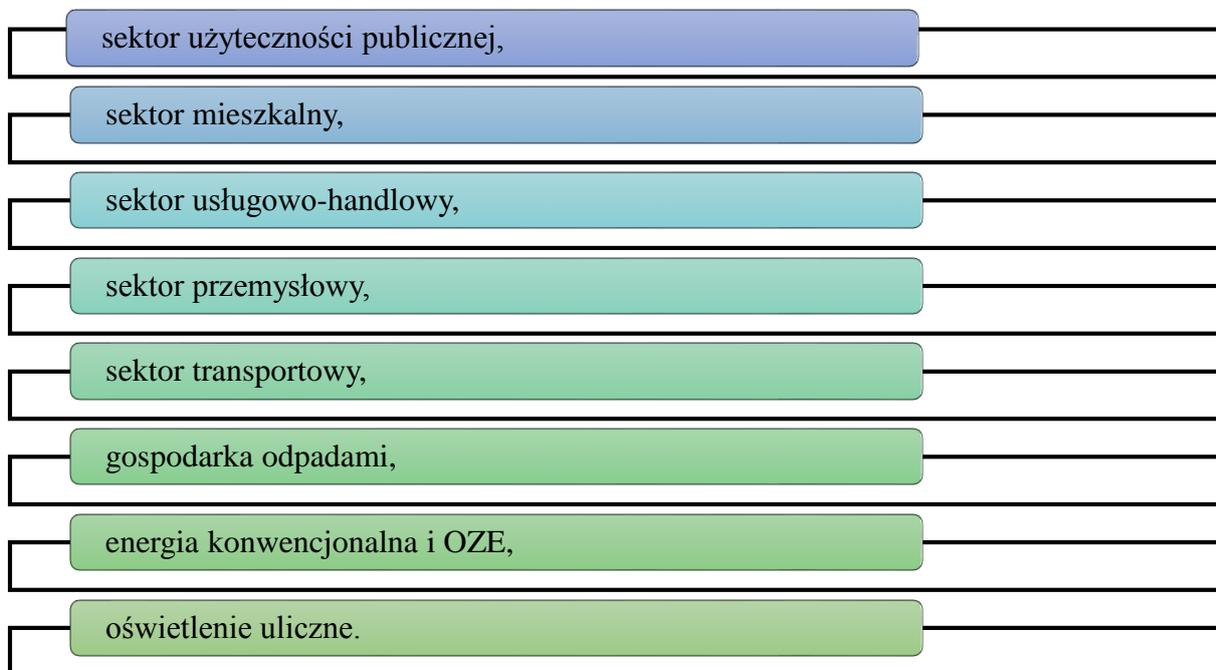 sektor użyteczności publicznej,
sektor mieszkalny,
sektor usługowo-handlowy,
sektor przemysłowy,
sektor transportowy,
gospodarka odpadami,
energia konwencjonalna i OZE,
oświetlenie uliczne.